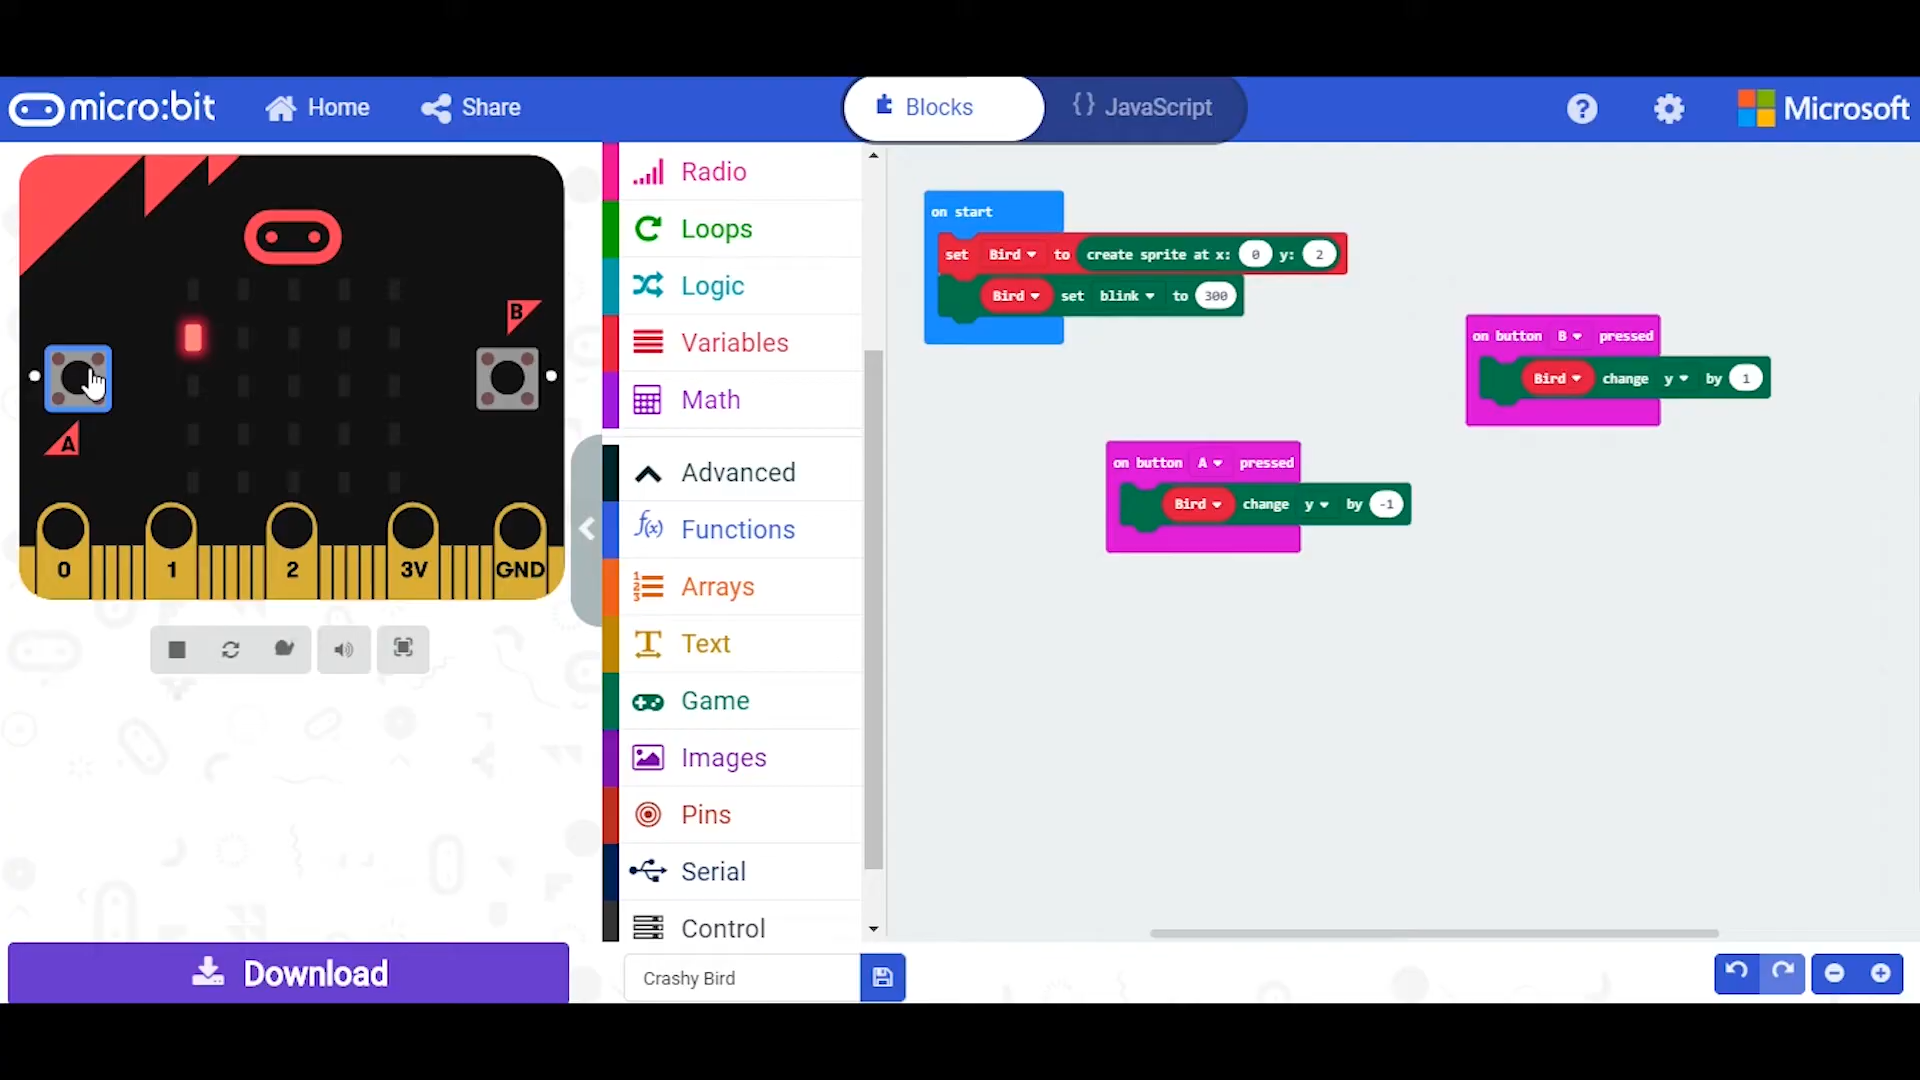 micro:bit
Home
Share
Blocks
{} JavaScript
?
Microsoft
B
A
0
1
2
3V
GND
Download
Radio
Loops
Logic
Variables
Math
Advanced
f(x) Functions
Arrays
Text
Game
Images
Pins
Serial
Control
Crashy Bird
on start
set Bird to create sprite at x: 0 y: 2
Bird set blink to 300
on button B pressed
Bird change y by 1
on button A pressed
Bird change y by -1